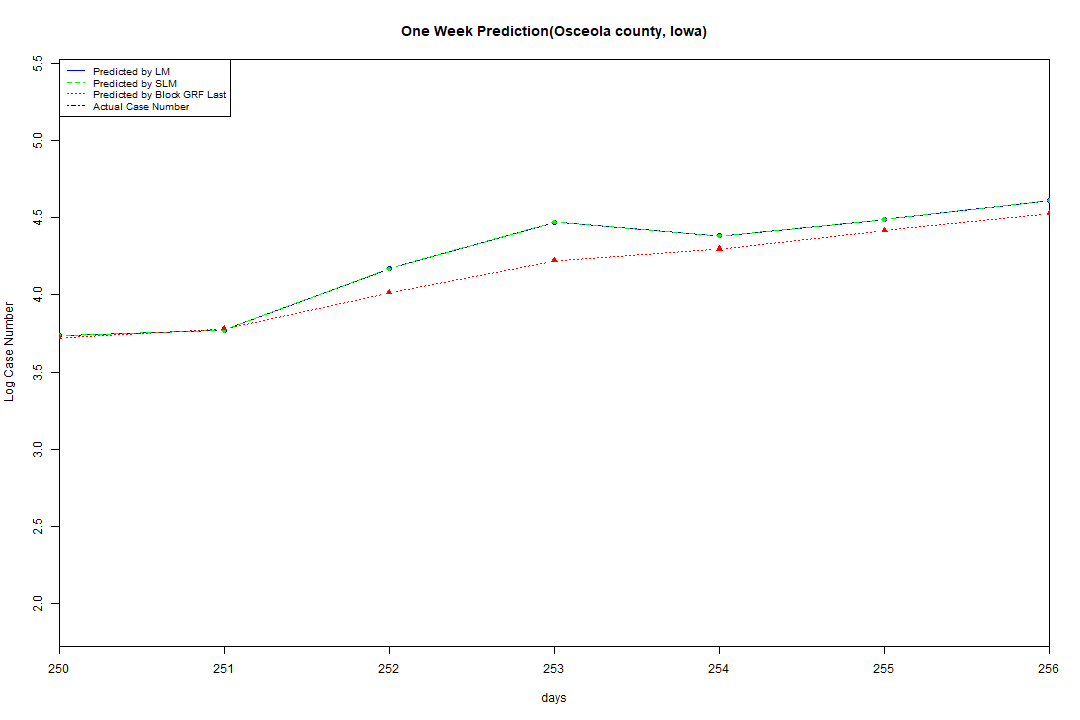 One Week Prediction(Osceola county, Iowa)
Predicted by LM
Predicted by SLM
Predicted by Block GRF Last
Actual Case Number
Log Case Number
5.5
5.0
4.5
4.0
3.5
3.0
2.5
2.0
250 251 252 253 254 255 256
days